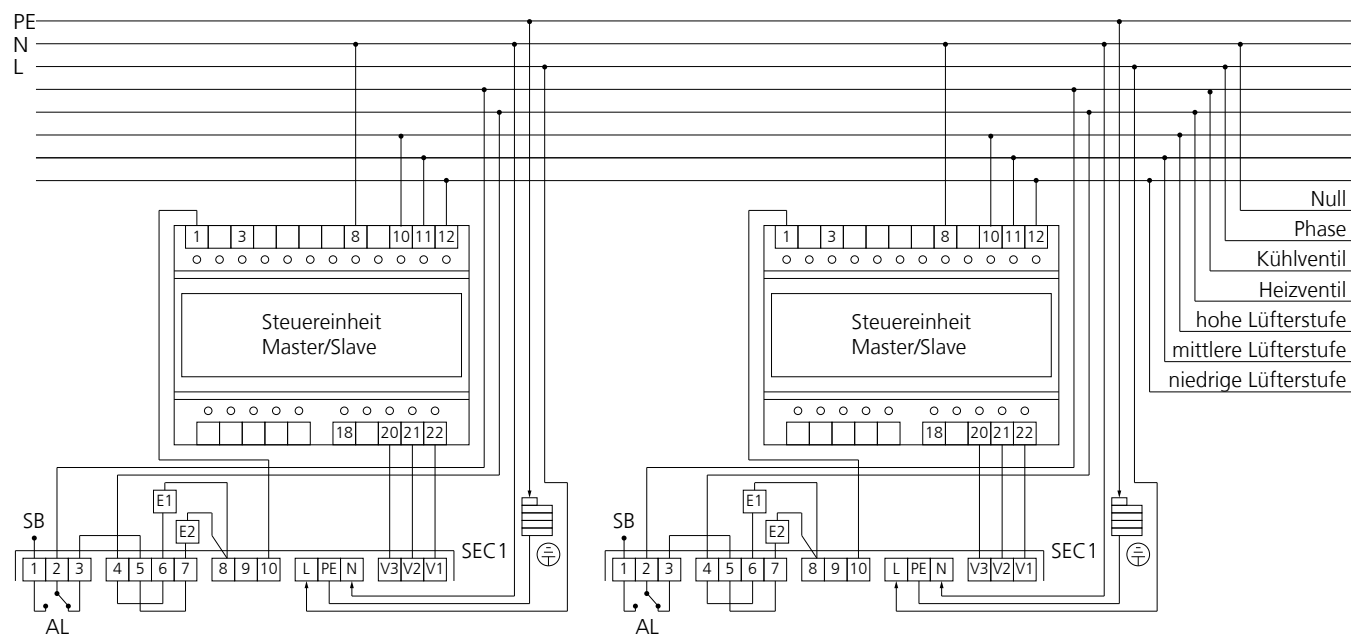 PE
N
L
Null
Phase
Kühlventil
Heizventil
hohe Lüfterstufe
mittlere Lüfterstufe
niedrige Lüfterstufe
1 3 8 10 11 12
Steuereinheit
Master/Slave
18 20 21 22
E1
E2
SB
SEC1
1 2 3 4 5 6 7 8 9 10 L PE N V3 V2 V1
AL
1 3 8 10 11 12
Steuereinheit
Master/Slave
18 20 21 22
E1
E2
SB
SEC1
1 2 3 4 5 6 7 8 9 10 L PE N V3 V2 V1
AL